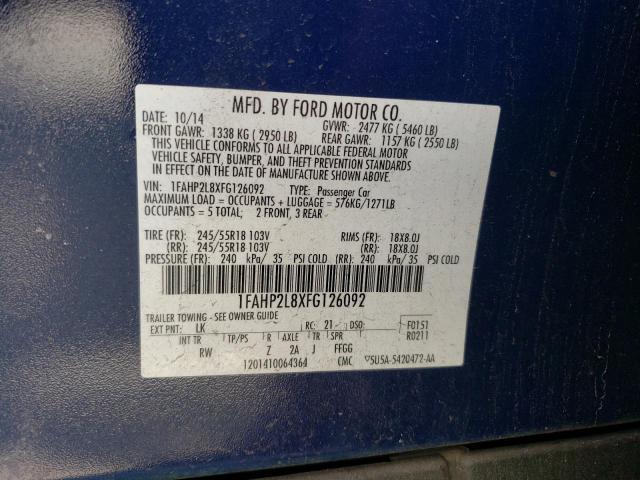 MFD. BY FORD MOTOR CO.
DATE: 10/14 GVWR: 2477 KG ( 5460 LB)
FRONT GAWR: 1338 KG ( 2950 LB) REAR GAWR: 1157 KG ( 2550 LB)
THIS VEHICLE CONFORMS TO ALL APPLICABLE FEDERAL MOTOR
VEHICLE SAFETY, BUMPER, AND THEFT PREVENTION STANDARDS
IN EFFECT ON THE DATE OF MANUFACTURE SHOWN ABOVE.
VIN: 1FAHP2L8XFG126092 TYPE: Passenger Car
MAXIMUM LOAD = OCCUPANTS + LUGGAGE = 576KG/1271LB
OCCUPANTS = 5 TOTAL; 2 FRONT, 3 REAR
TIRE (FR): 245/55R18 103V RIMS (FR): 18X8.0J
(RR): 245/55R18 103V (RR): 18X8.0J
PRESSURE (FR): 240 kPa/ 35 PSI COLD (RR): 240 kPa/ 35 PSI COLD
1FAHP2L8XFG126092
TRAILER TOWING - SEE OWNER GUIDE
EXT PNT: LK RC: 21 DSO: F0151
INT TR TP/PS R AXLE TR SPR R0211
RW Z 2A J FFGG
1201410064364 CMC 5U5A-5420472-AA